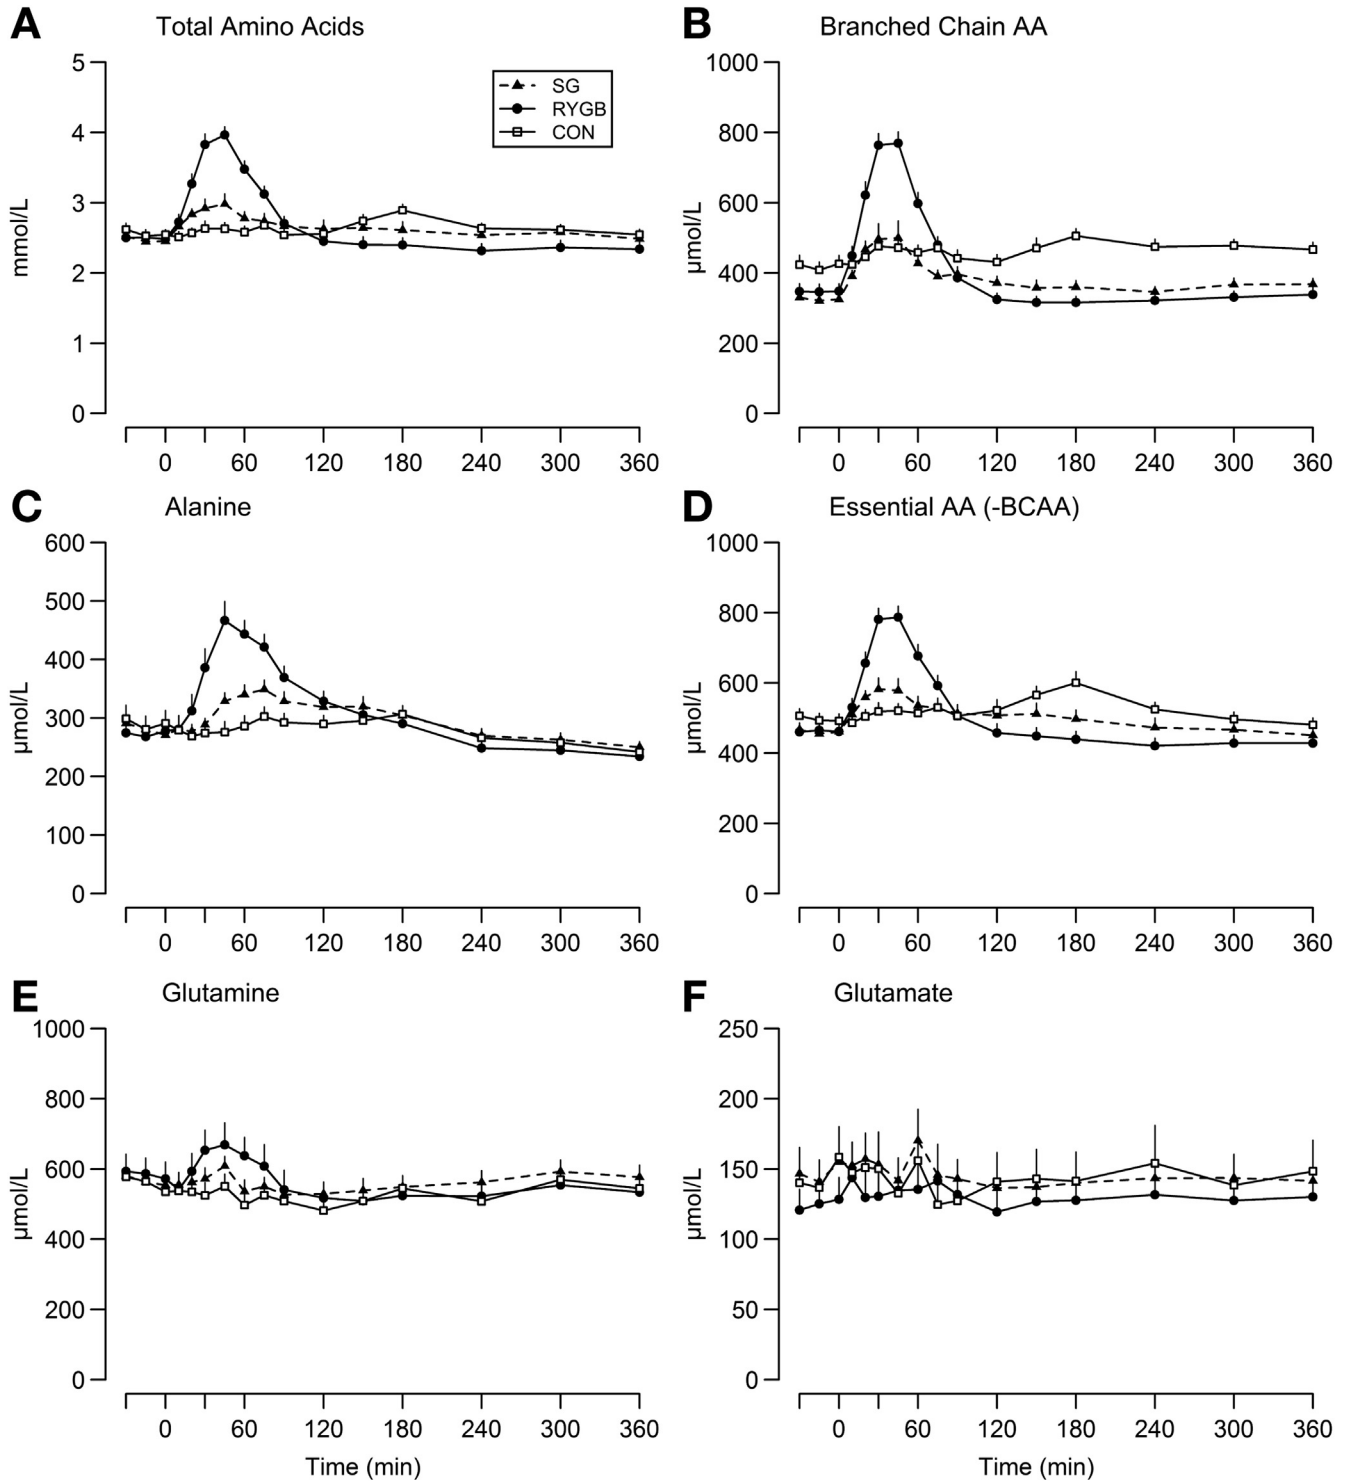 A Total Amino Acids
5
4
3
2
1
0
mmol/L
SG
RYGB
CON
0 60 120 180 240 300 360
B Branched Chain AA
1000
800
600
400
200
0
µmol/L
0 60 120 180 240 300 360
C Alanine
600
500
400
300
200
100
0
µmol/L
0 60 120 180 240 300 360
D Essential AA (-BCAA)
1000
800
600
400
200
0
µmol/L
0 60 120 180 240 300 360
E Glutamine
1000
800
600
400
200
0
µmol/L
0 60 120 180 240 300 360
Time (min)
F Glutamate
250
200
150
100
50
0
µmol/L
0 60 120 180 240 300 360
Time (min)